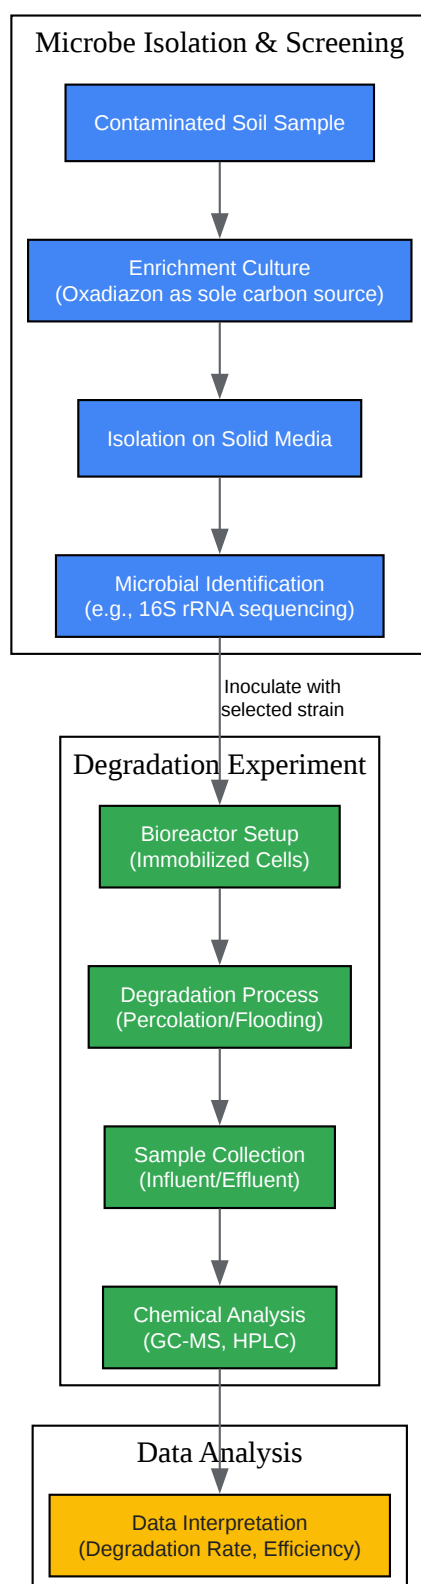 Microbe Isolation & Screening
Contaminated Soil Sample
Enrichment Culture
(Oxadiazon as sole carbon source)
Isolation on Solid Media
Microbial Identification
(e.g., 16S rRNA sequencing)
Inoculate with
selected strain
Degradation Experiment
Bioreactor Setup
(Immobilized Cells)
Degradation Process
(Percolation/Flooding)
Sample Collection
(Influent/Effluent)
Chemical Analysis
(GC-MS, HPLC)
Data Analysis
Data Interpretation
(Degradation Rate, Efficiency)